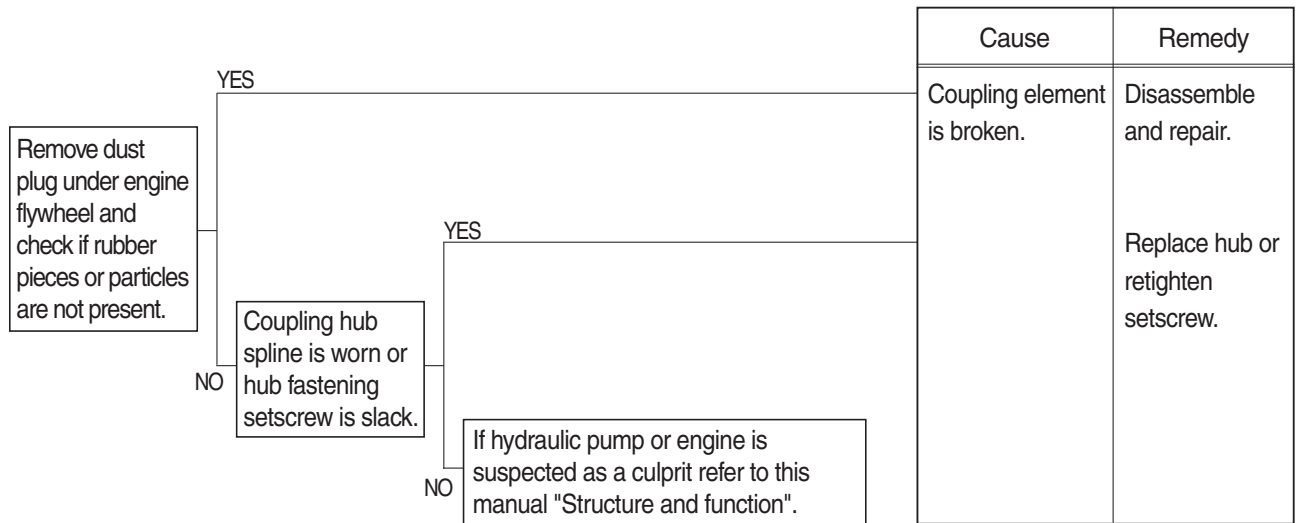 Cause
Remedy
YES
Coupling element
is broken.
Disassemble
and repair.
Remove dust
plug under engine
flywheel and
check if rubber
pieces or particles
are not present.
YES
Replace hub or
retighten
setscrew.
NO
Coupling hub
spline is worn or
hub fastening
setscrew is slack.
NO
If hydraulic pump or engine is
suspected as a culprit refer to this
manual "Structure and function".